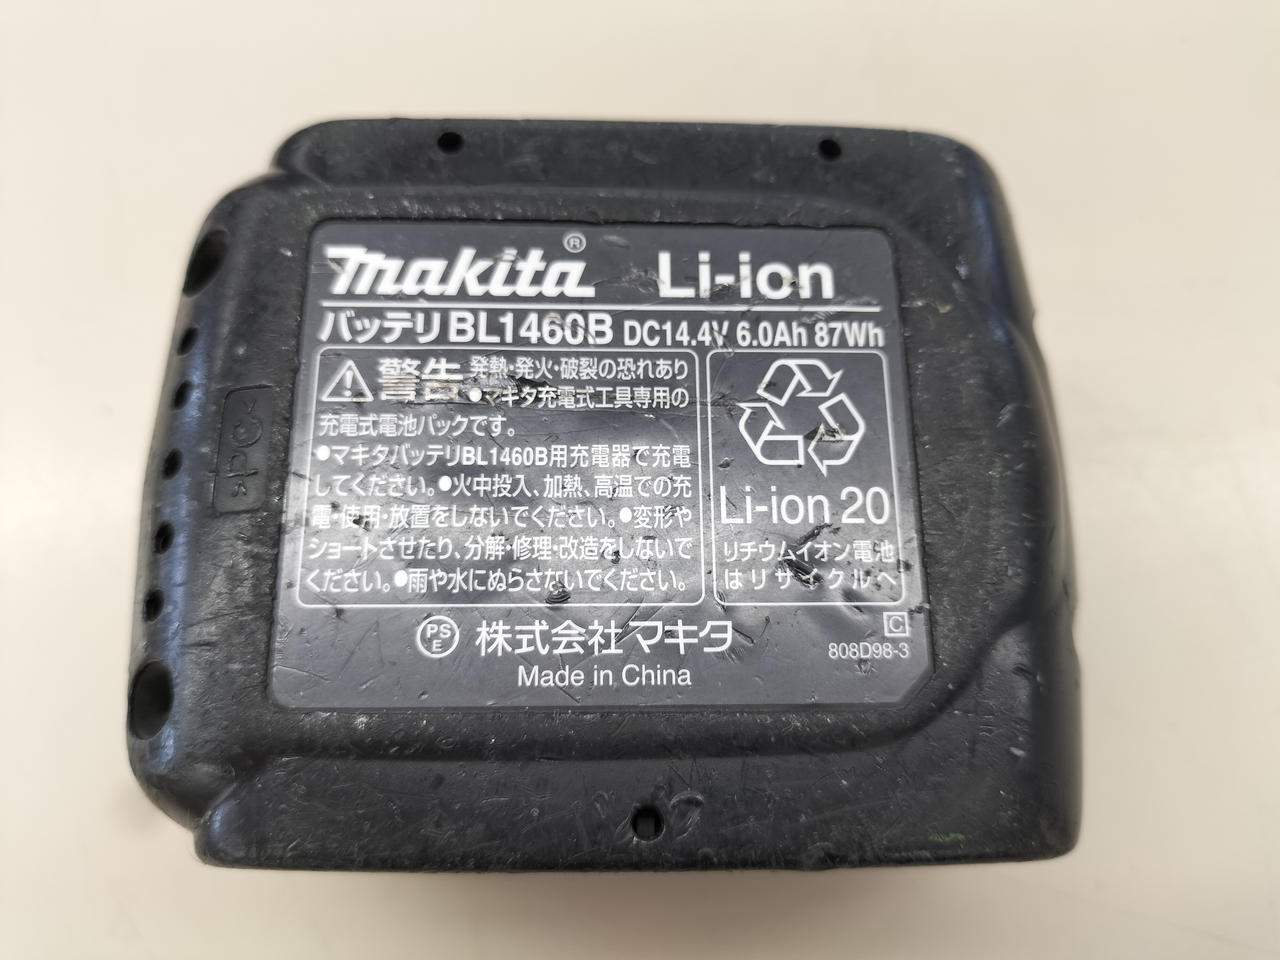 makita® Li-ion
バッテリBL1460B DC14.4V 6.0Ah 87Wh
警告 発熱・発火・破裂の恐れあり
●マキタ充電式工具専用の
充電式電池パックです。
●マキタバッテリBL1460B用充電器で充電
してください。●火中投入、加熱、高温での充
電・使用・放置をしないでください。●変形や
ショートさせたり、分解・修理・改造をしないで
ください。●雨や水にぬらさないでください。
Li-ion 20
リチウムイオン電池
はリサイクルへ
PSE 株式会社マキタ
Made in China
C
808D98-3
>PC<